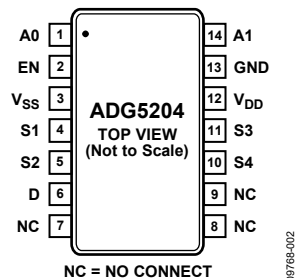 A0 1 14 A1
EN 2 13 GND
VSS 3 12 VDD
S1 4 ADG5204 11 S3
TOP VIEW
S2 5 (Not to Scale) 10 S4
D 6 9 NC
NC 7 8 NC
NC = NO CONNECT
09768-002